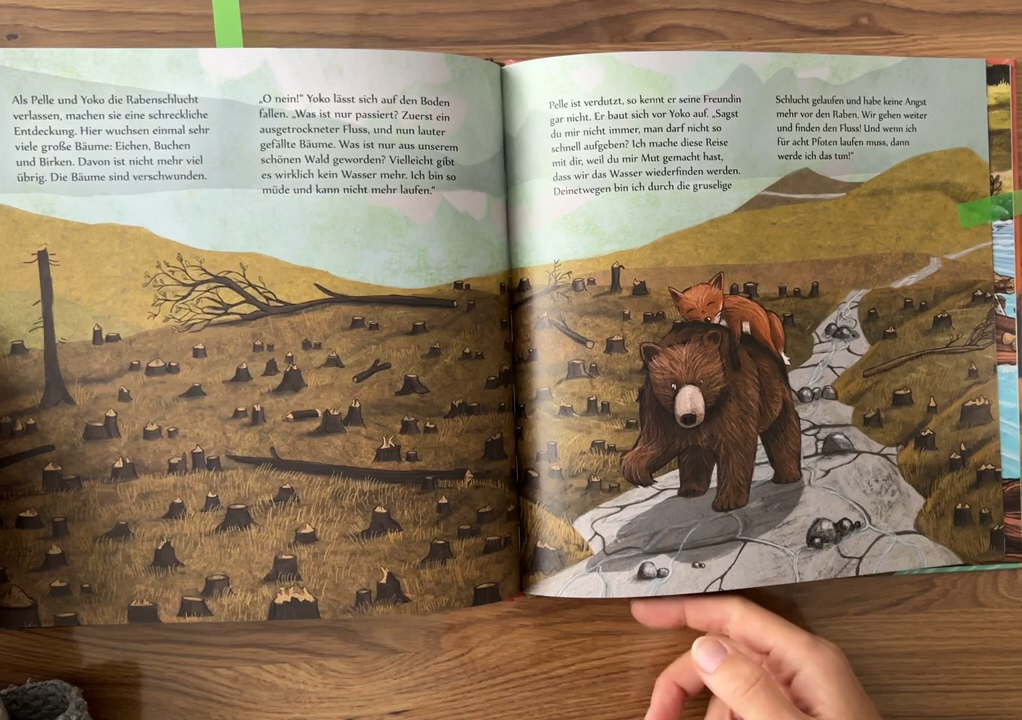 Als Pelle und Yoko die Rabenschlucht
verlassen, machen sie eine schreckliche
Entdeckung. Hier wuchsen einmal sehr
viele große Bäume: Eichen, Buchen
und Birken. Davon ist nicht mehr viel
übrig. Die Bäume sind verschwunden.
„O nein!“ Yoko lässt sich auf den Boden
fallen. „Was ist nur passiert? Zuerst ein
ausgetrockneter Fluss, und nun lauter
gefällte Bäume. Was ist nur aus unserem
schönen Wald geworden? Vielleicht gibt
es wirklich kein Wasser mehr. Ich bin so
müde und kann nicht mehr laufen.“
Pelle ist verdutzt, so kennt er seine Freundin
gar nicht. Er baut sich vor Yoko auf. „Sagst
du mir nicht immer, man darf nicht so
schnell aufgeben? Ich mache diese Reise
mit dir, weil du mir Mut gemacht hast,
dass wir das Wasser wiederfinden werden.
Deinetwegen bin ich durch die gruselige
Schlucht gelaufen und habe keine Angst
mehr vor den Raben. Wir gehen weiter
und finden den Fluss! Und wenn ich
für acht Pfoten laufen muss, dann
werde ich das tun!“